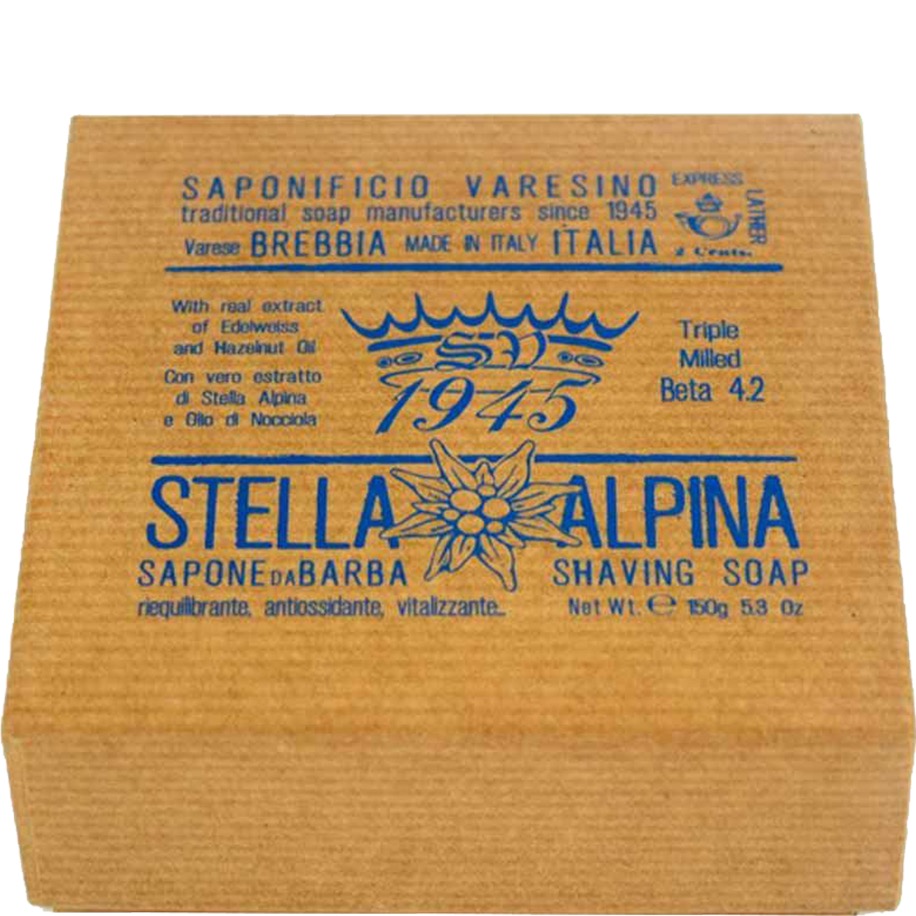 SAPONIFICIO VARESINO
traditional soap manufacturers since 1945
Varese BREBBIA MADE IN ITALY ITALIA
EXPRESS
LATHER
2 Cents.
With real extract
of Edelweiss
and Hazelnut Oil
Con vero estratto
di Stella Alpina
e Olio di Nocciola
SV
1945
Triple
Milled
Beta 4.2
STELLA ALPINA
SAPONE DA BARBA
SHAVING SOAP
riequilibrante, antiossidante, vitalizzante...
Net Wt. ℮ 150g 5.3 Oz